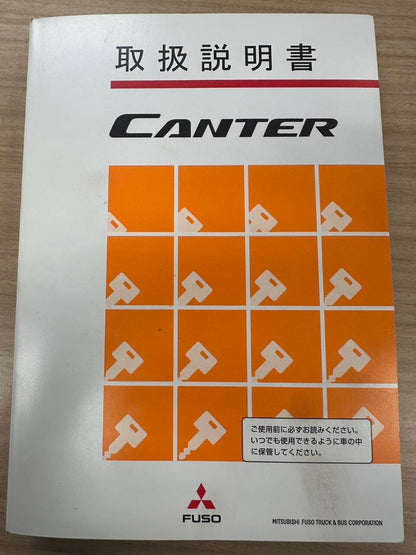 取扱説明書
CANTER
ご使用前に必ずお読みください。
いつでも使用できるように車の中
に保管してください。
FUSO
MITSUBISHI FUSO TRUCK & BUS CORPORATION